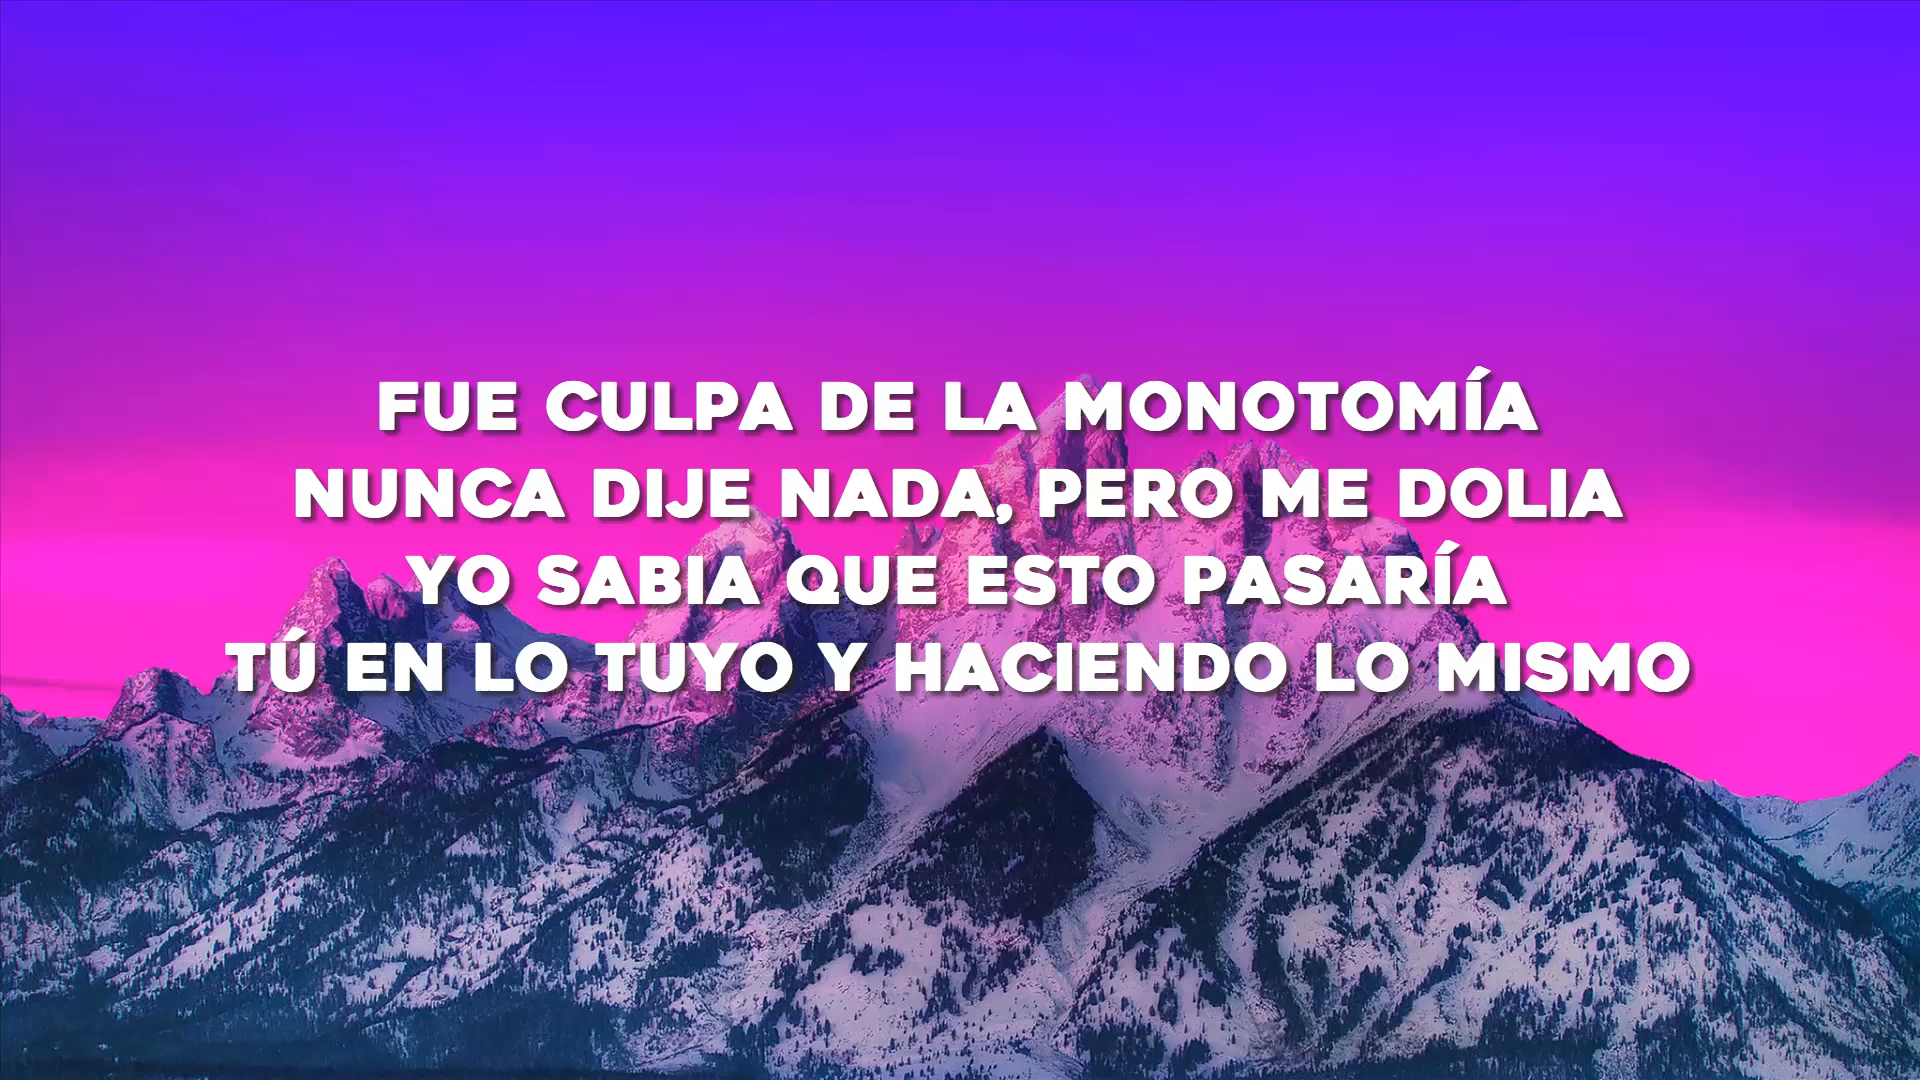 FUE CULPA DE LA MONOTOMÍA
NUNCA DIJE NADA, PERO ME DOLIA
YO SABIA QUE ESTO PASARÍA
TÚ EN LO TUYO Y HACIENDO LO MISMO